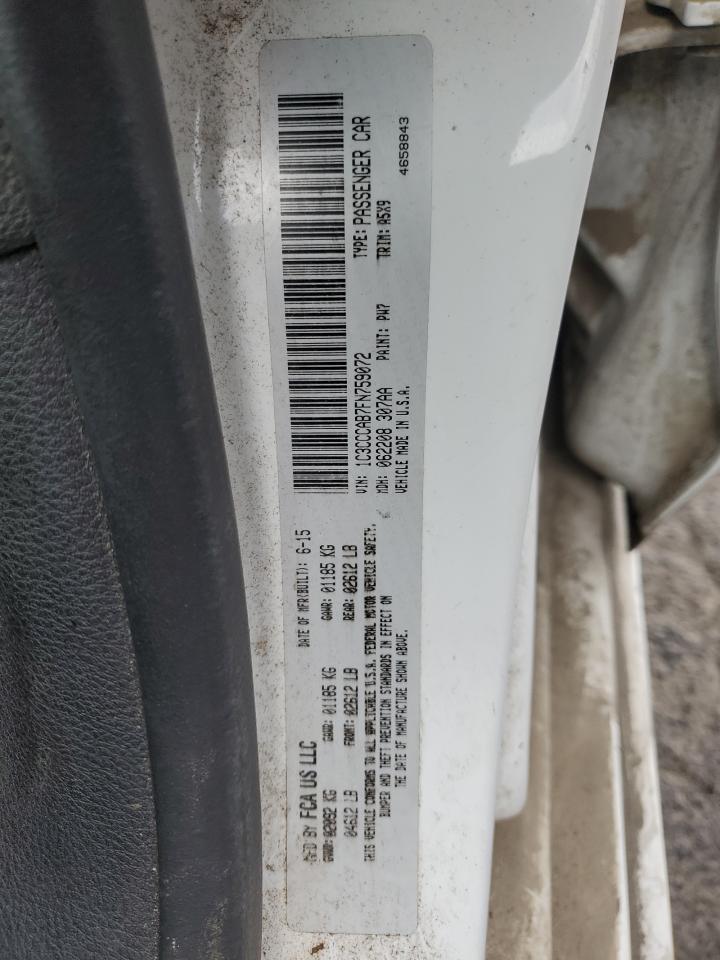 MFD BY FCA US LLC DATE OF MFR(BUILT): 6-15
GVWR: 02092 KG GAWR: 01185 KG GAWR: 01185 KG
04612 LB FRONT: 02612 LB REAR: 02612 LB
THIS VEHICLE CONFORMS TO ALL APPLICABLE U.S.A. FEDERAL MOTOR VEHICLE SAFETY,
BUMPER AND THEFT PREVENTION STANDARDS IN EFFECT ON
THE DATE OF MANUFACTURE SHOWN ABOVE.
VIN: 1C3CCCAB7FN759072 TYPE: PASSENGER CAR
MDH: 062208 307AA PAINT: PW7 TRIM: A5X9
VEHICLE MADE IN U.S.A. 4658843